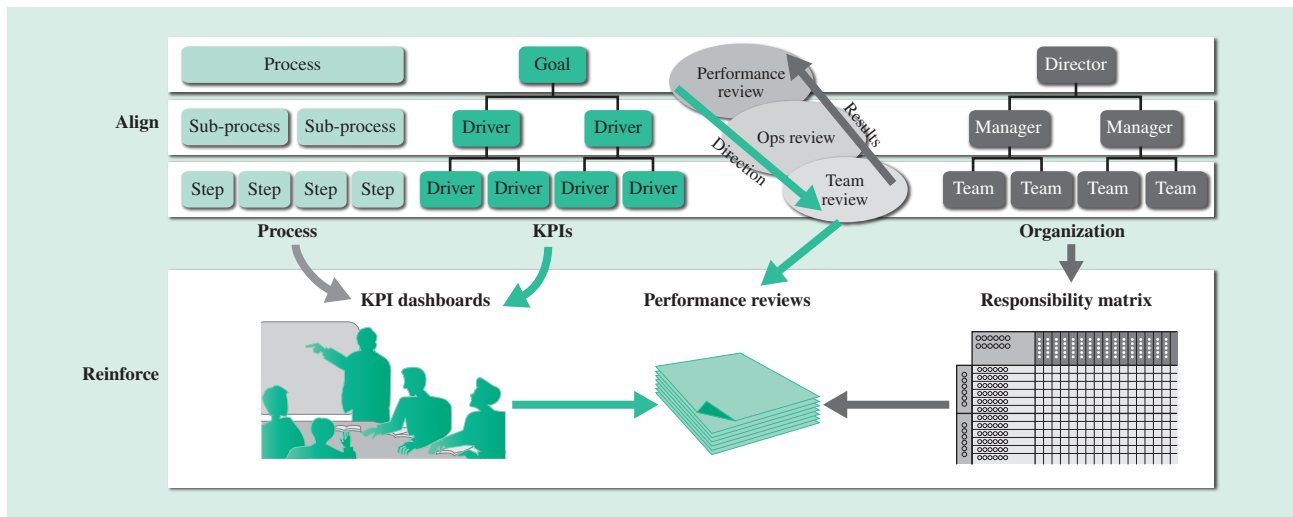 Process
Goal
Performance
review
Director
Align
Sub-process
Sub-process
Driver
Driver
Ops review
Results
Direction
Manager
Manager
Step
Step
Step
Step
Driver
Driver
Driver
Driver
Team
review
Team
Team
Team
Team
Process
KPIs
Organization
KPI dashboards
Performance reviews
Responsibility matrix
Reinforce